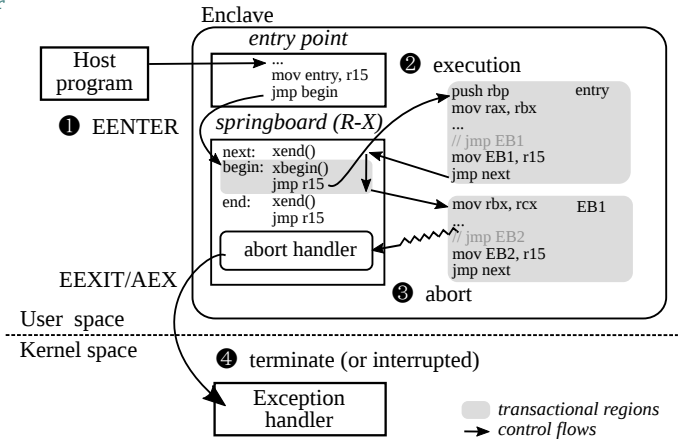 Enclave
entry point
Host
program
...
mov entry, r15
jmp begin
❶ EENTER
❷ execution
push rbp entry
mov rax, rbx
...
// jmp EB1
mov EB1, r15
jmp next
springboard (R-X)
next: xend()
begin: xbegin()
jmp r15
end: xend()
jmp r15
abort handler
mov rbx, rcx EB1
...
// jmp EB2
mov EB2, r15
jmp next
❸ abort
EEXIT/AEX
User space
Kernel space
❹ terminate (or interrupted)
Exception
handler
transactional regions
control flows